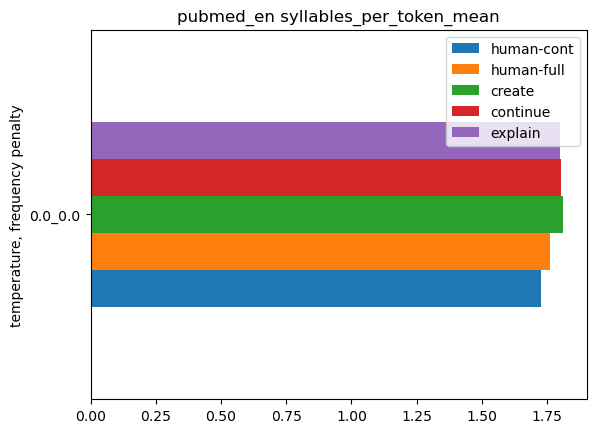 pubmed_en syllables_per_token_mean
human-cont
human-full
create
continue
explain
temperature, frequency penalty
0.0_0.0
0.00 0.25 0.50 0.75 1.00 1.25 1.50 1.75